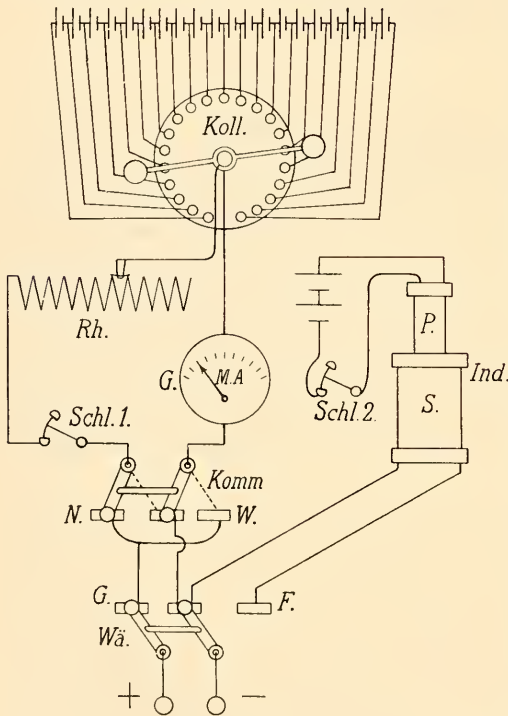 Koll.
Rh.
G. M.A
P.
Ind.
S.
Schl.2.
Schl.1.
Komm
N. W.
G. F.
Wä.
+ −